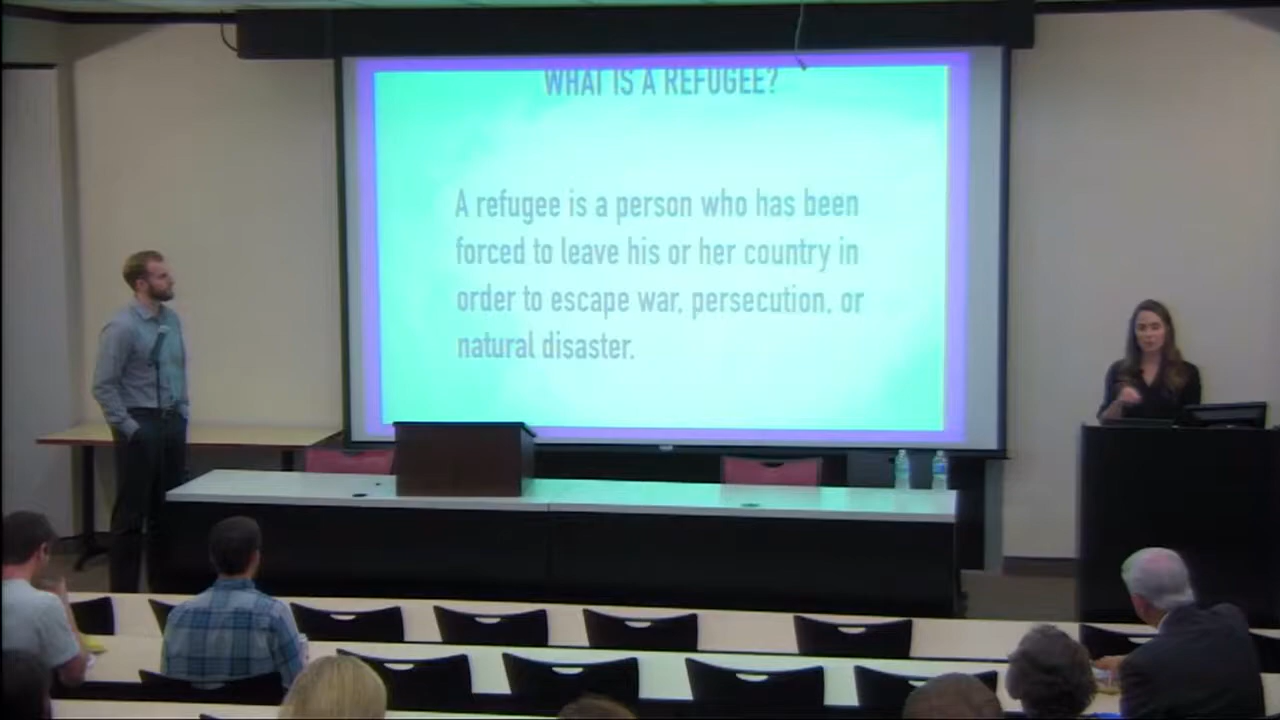 WHAT IS A REFUGEE?
A refugee is a person who has been
forced to leave his or her country in
order to escape war, persecution, or
natural disaster.